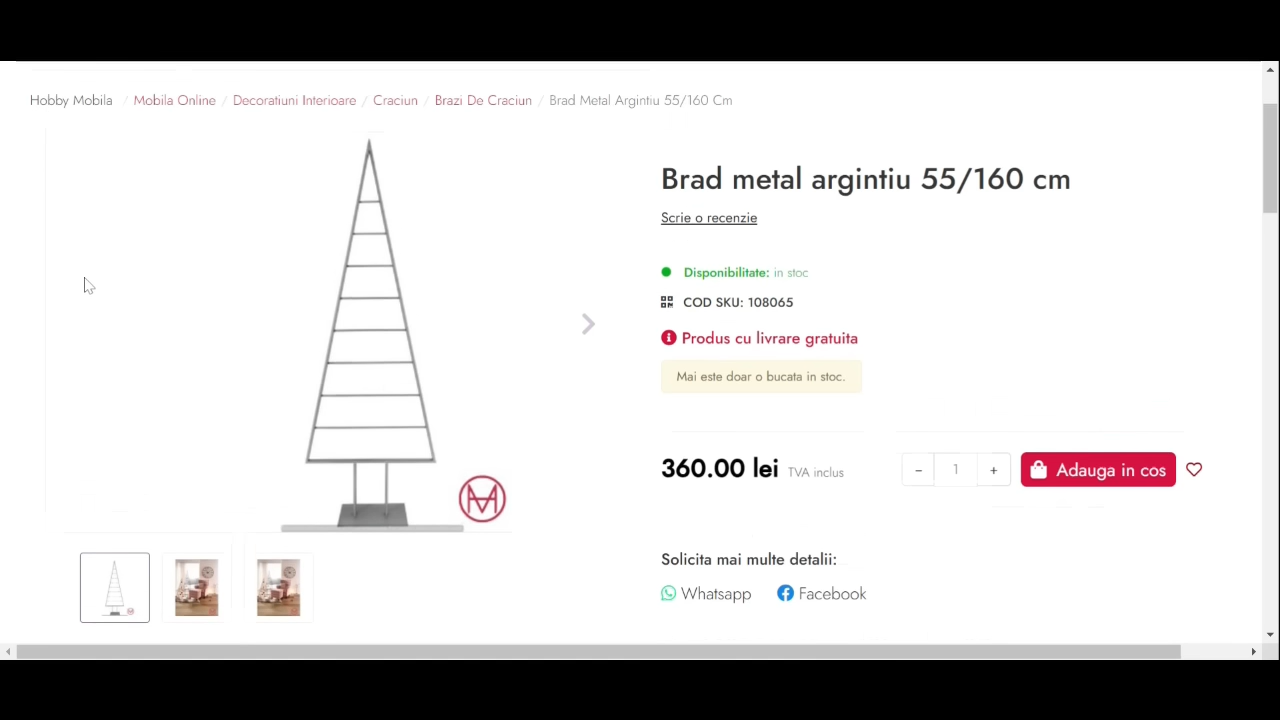 Hobby Mobila / Mobila Online / Decoratiuni Interioare / Craciun / Brazi De Craciun / Brad Metal Argintiu 55/160 Cm
Brad metal argintiu 55/160 cm
Scrie o recenzie
Disponibilitate: in stoc
COD SKU: 108065
Produs cu livrare gratuita
Mai este doar o bucata in stoc.
360.00 lei TVA inclus
- 1 + Adauga in cos
Solicita mai multe detalii:
Whatsapp Facebook